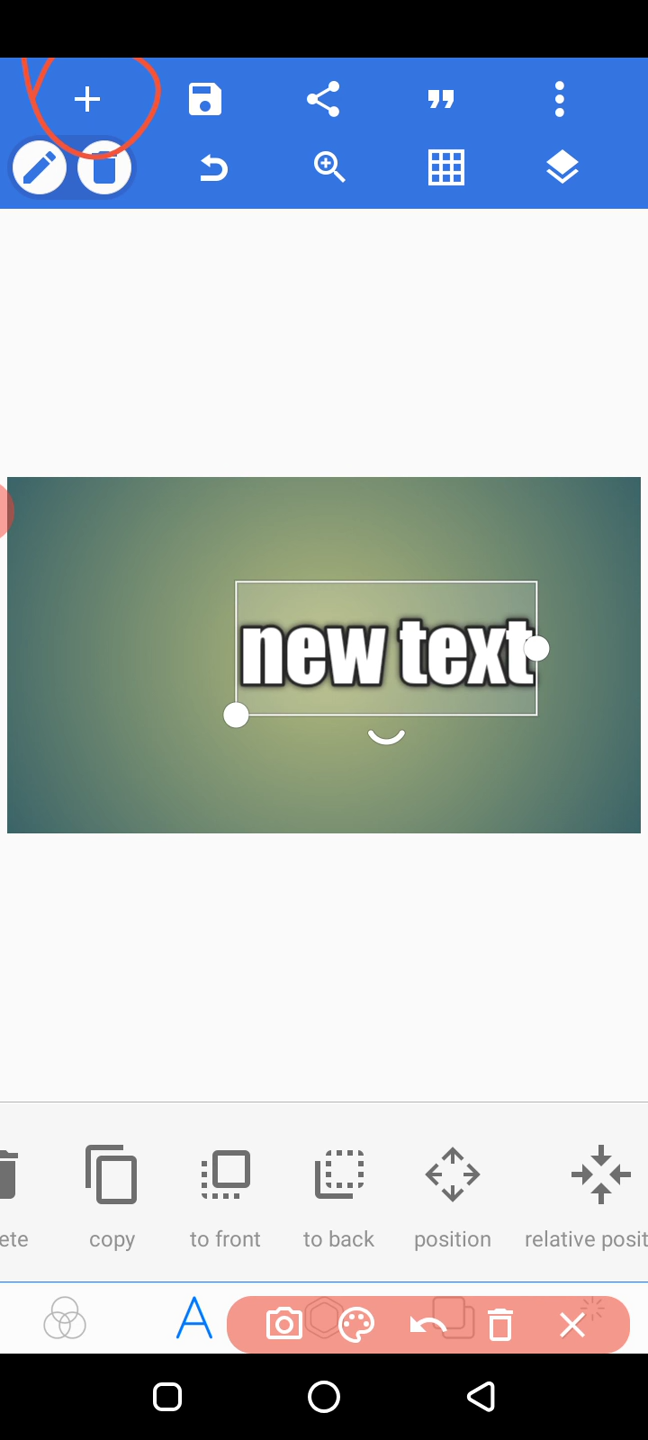 new text
ete
copy
to front
to back
position
relative posit